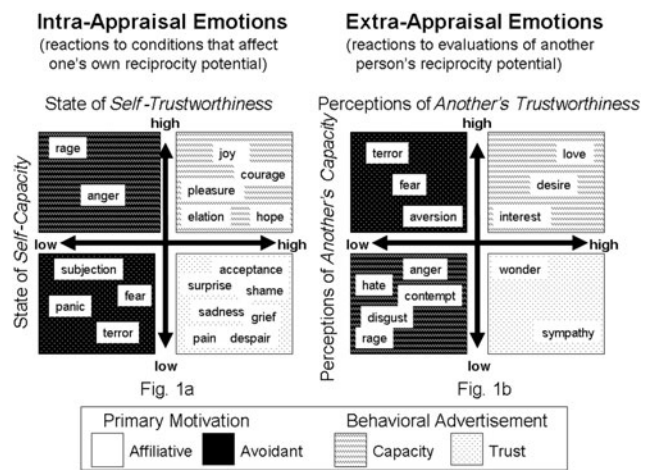 Intra-Appraisal Emotions
(reactions to conditions that affect
one's own reciprocity potential)
State of Self-Trustworthiness
high
State of Self-Capacity
rage
anger
joy
courage
pleasure
elation
hope
low
high
subjection
panic
fear
terror
acceptance
surprise
shame
sadness
grief
pain
despair
low
Fig. 1a
Extra-Appraisal Emotions
(reactions to evaluations of another
person's reciprocity potential)
Perceptions of Another's Trustworthiness
high
Perceptions of Another's Capacity
terror
fear
aversion
love
desire
interest
low
high
anger
hate
contempt
disgust
rage
wonder
sympathy
low
Fig. 1b
Primary Motivation
Affiliative
Avoidant
Behavioral Advertisement
Capacity
Trust